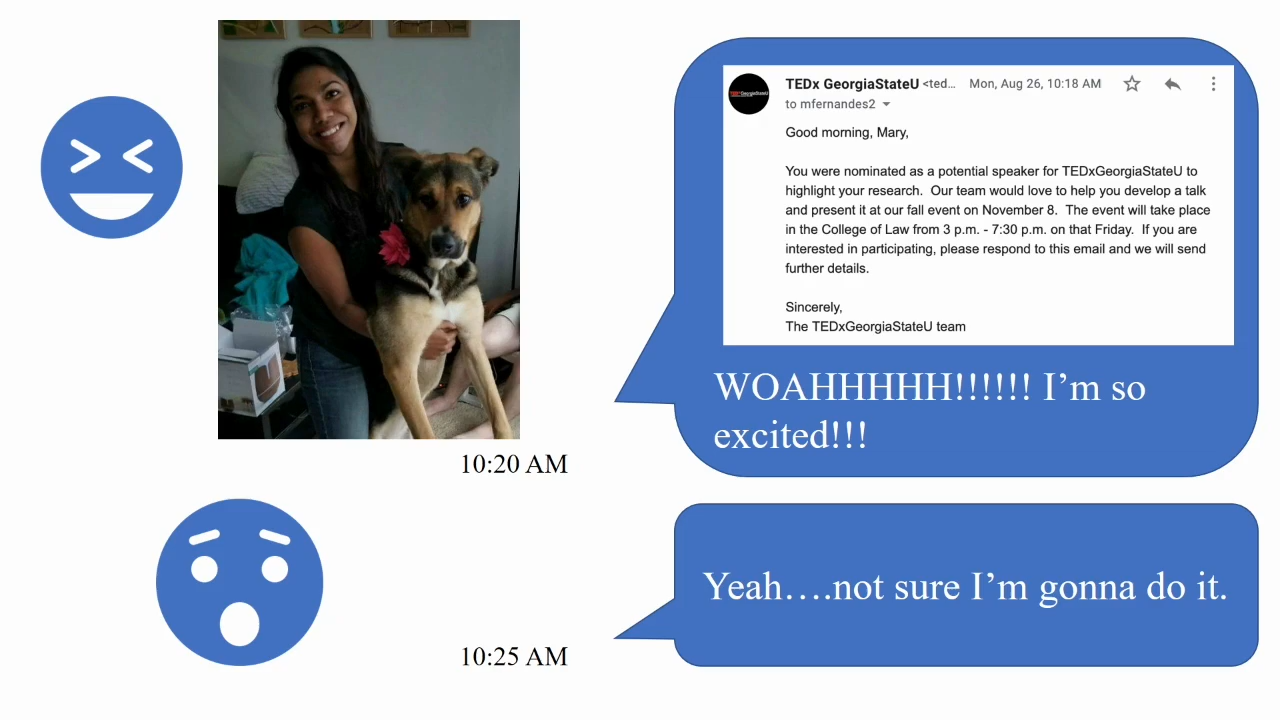 TEDx GeorgiaStateU <ted... Mon, Aug 26, 10:18 AM
to mfernandes2
Good morning, Mary,
You were nominated as a potential speaker for TEDxGeorgiaStateU to
highlight your research. Our team would love to help you develop a talk
and present it at our fall event on November 8. The event will take place
in the College of Law from 3 p.m. - 7:30 p.m. on that Friday. If you are
interested in participating, please respond to this email and we will send
further details.
Sincerely,
The TEDxGeorgiaStateU team
WOAHHHHH!!!!!! I’m so
excited!!!
10:20 AM
Yeah….not sure I’m gonna do it.
10:25 AM